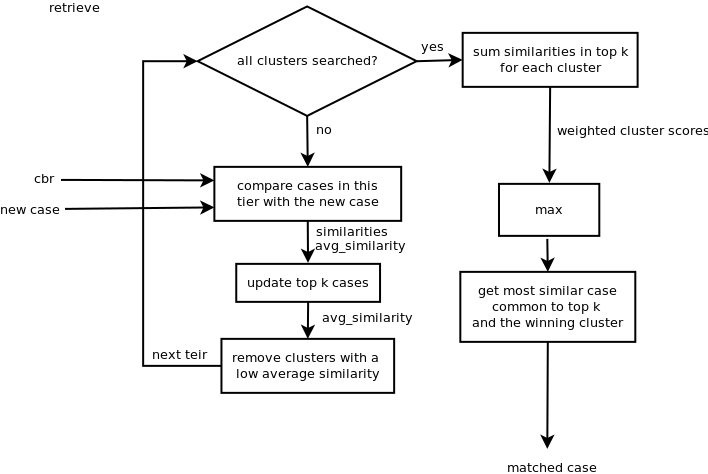 retrieve
all clusters searched?
yes
sum similarities in top k
for each cluster
no
weighted cluster scores
cbr
new case
compare cases in this
tier with the new case
max
similarities
avg_similarity
update top k cases
get most similar case
common to top k
and the winning cluster
avg_similarity
next teir
remove clusters with a
low average similarity
matched case